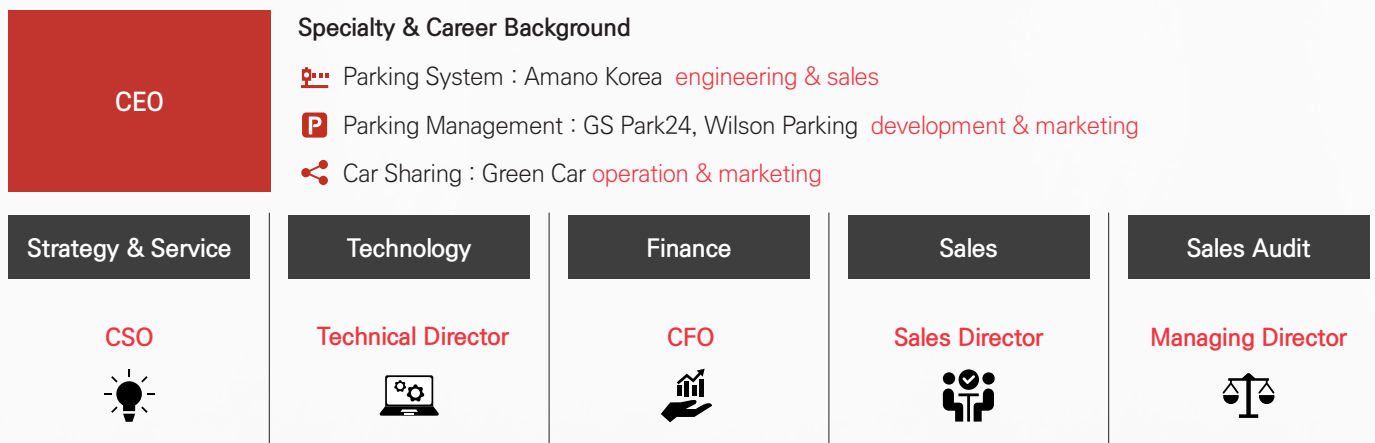 CEO
Specialty & Career Background
Parking System : Amano Korea engineering & sales
P Parking Management : GS Park24, Wilson Parking development & marketing
Car Sharing : Green Car operation & marketing
Strategy & Service
Technology
Finance
Sales
Sales Audit
CSO
Technical Director
CFO
Sales Director
Managing Director